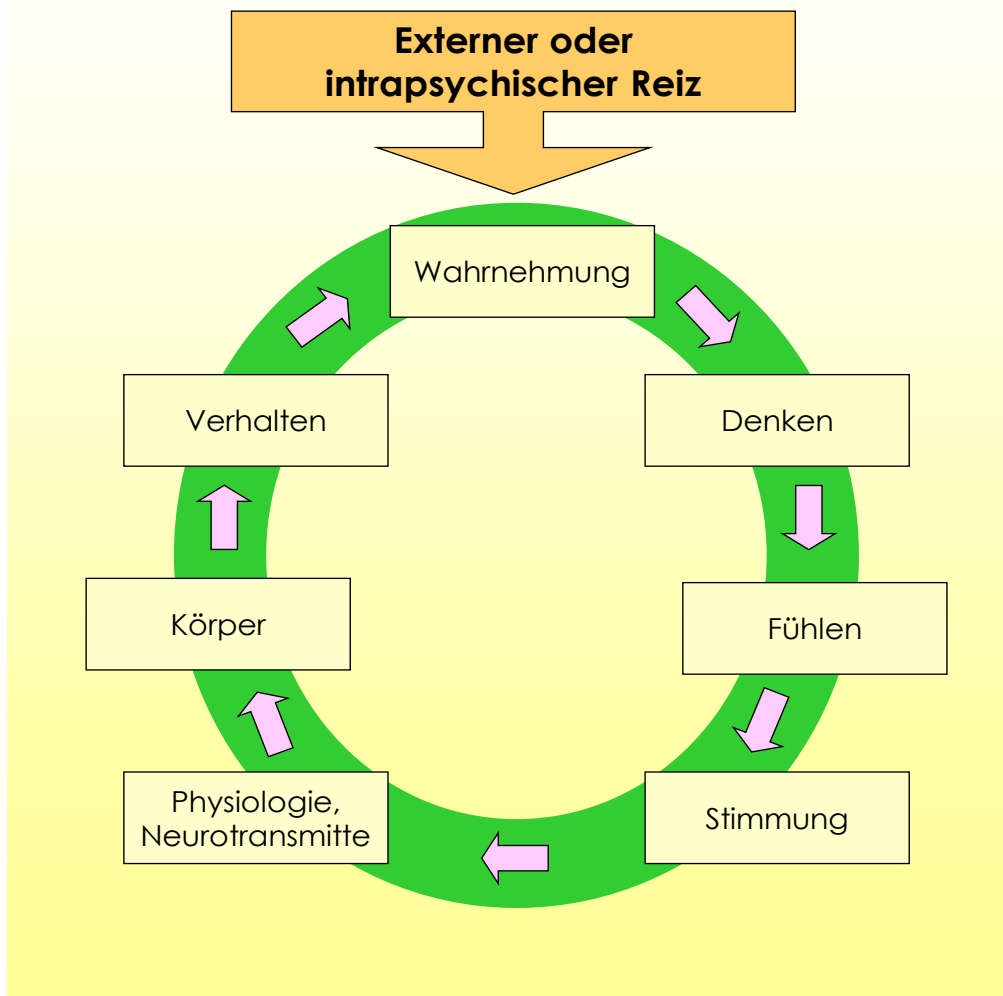 Externer oder
intrapsychischer Reiz
Wahrnehmung
Verhalten
Denken
Körper
Fühlen
Physiologie,
Neurotransmitte
Stimmung